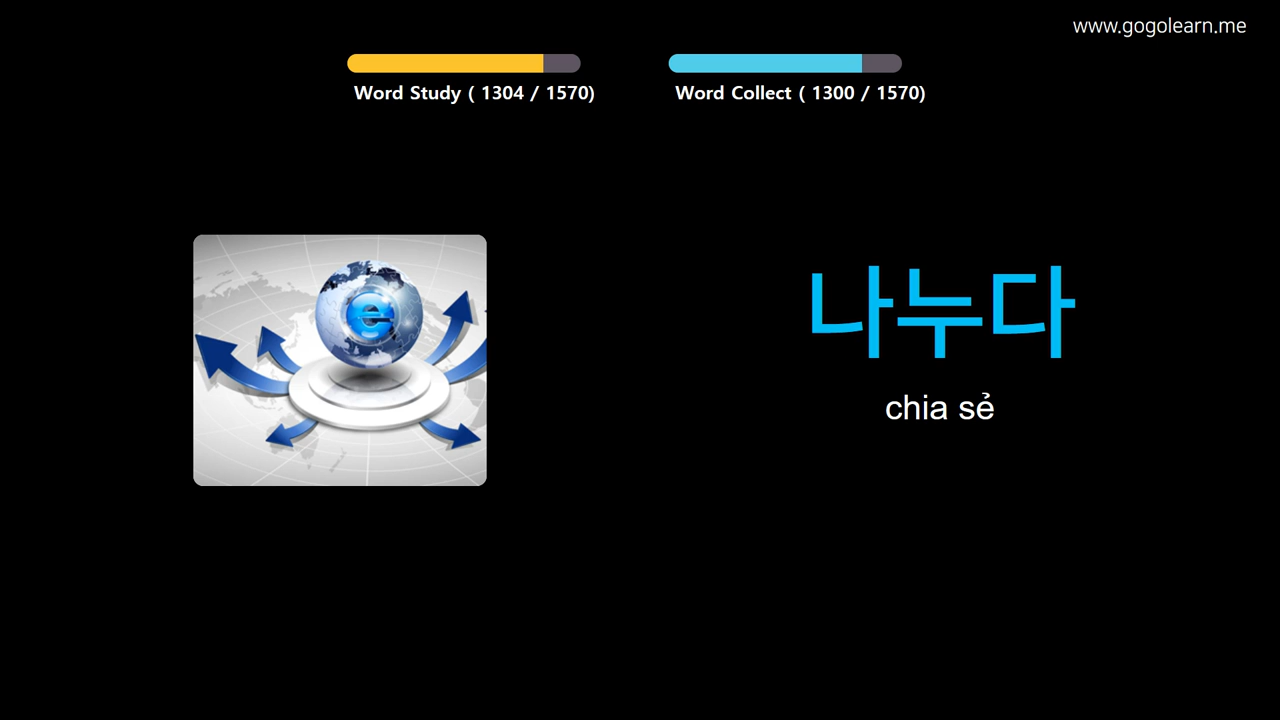 www.gogolearn.me
Word Study ( 1304 / 1570)
Word Collect ( 1300 / 1570)
e
나누다
chia sẻ